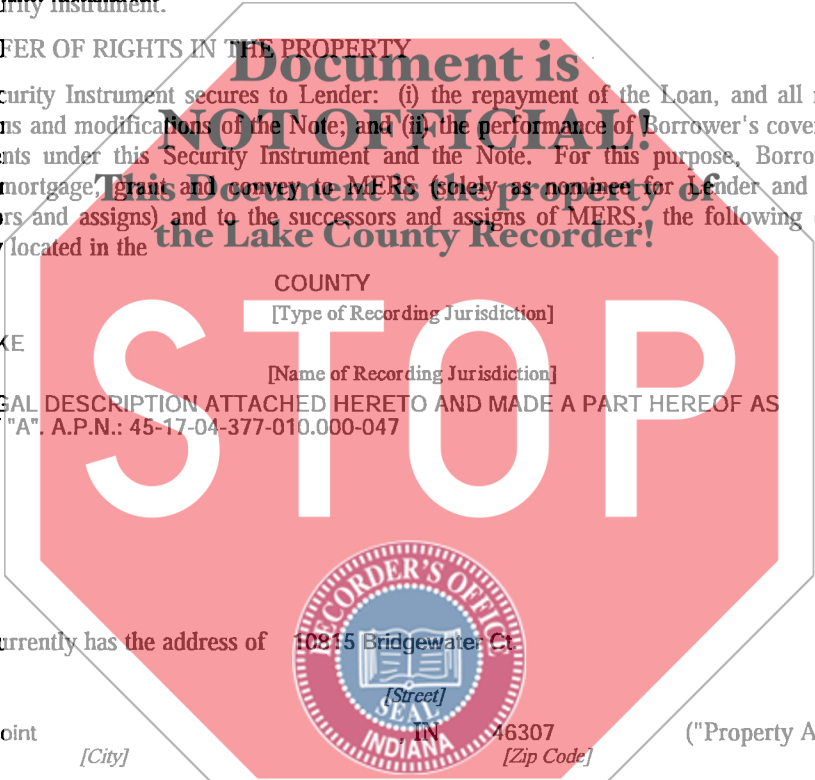 urity Instrument.
FER OF RIGHTS IN THE PROPERTY
Document is
curity Instrument secures to Lender: (i) the repayment of the Loan, and all
NOT OFFICIAL!
ns and modifications of the Note; and (ii) the performance of Borrower's cove
nts under this Security Instrument and the Note. For this purpose, Borro
This Document is the property of
mortgage, grant and convey to MERS (solely as nominee for Lender and
rs and assigns) and to the successors and assigns of MERS, the following
the Lake County Recorder!
located in the
COUNTY
[Type of Recording Jurisdiction]
KE
[Name of Recording Jurisdiction]
GAL DESCRIPTION ATTACHED HERETO AND MADE A PART HEREOF AS
"A". A.P.N.: 45-17-04-377-010.000-047
STOP
RECORDER'S OFFICE
urrently has the address of 10815 Bridgewater Ct.
[Street]
SEAL
oint , IN 46307 ("Property A
INDIANA
[City] [Zip Code]